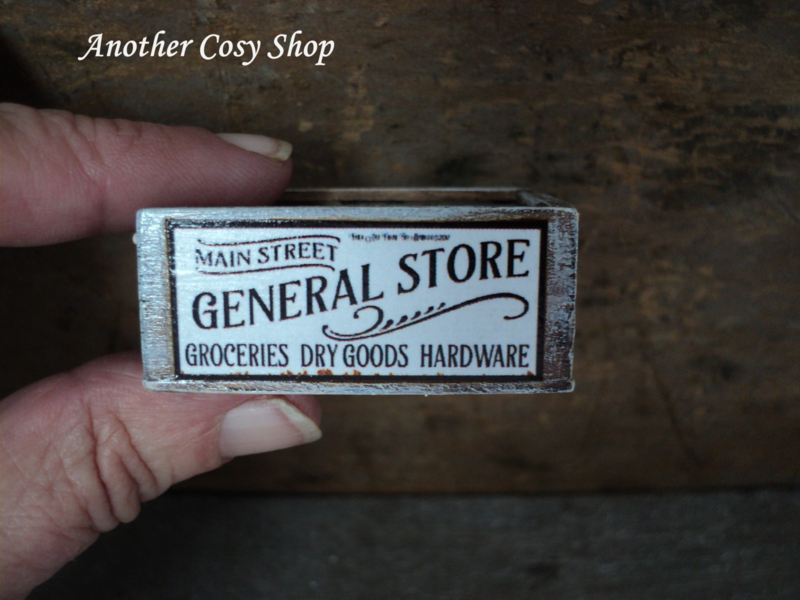 Another Cosy Shop
MAIN STREET
GENERAL STORE
GROCERIES DRY GOODS HARDWARE